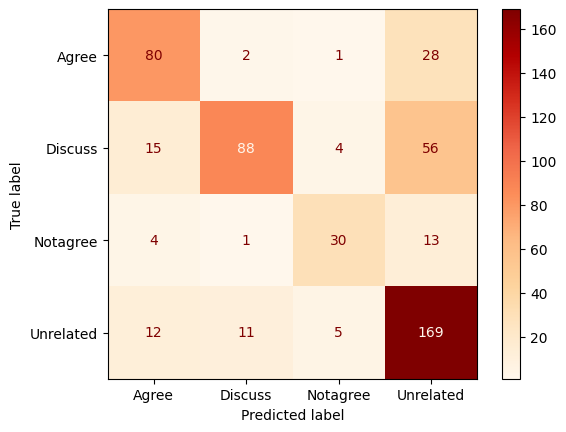 Agree 80 2 1 28
Discuss 15 88 4 56
Notagree 4 1 30 13
Unrelated 12 11 5 169
Agree Discuss Notagree Unrelated
Predicted label
True label
160
140
120
100
80
60
40
20